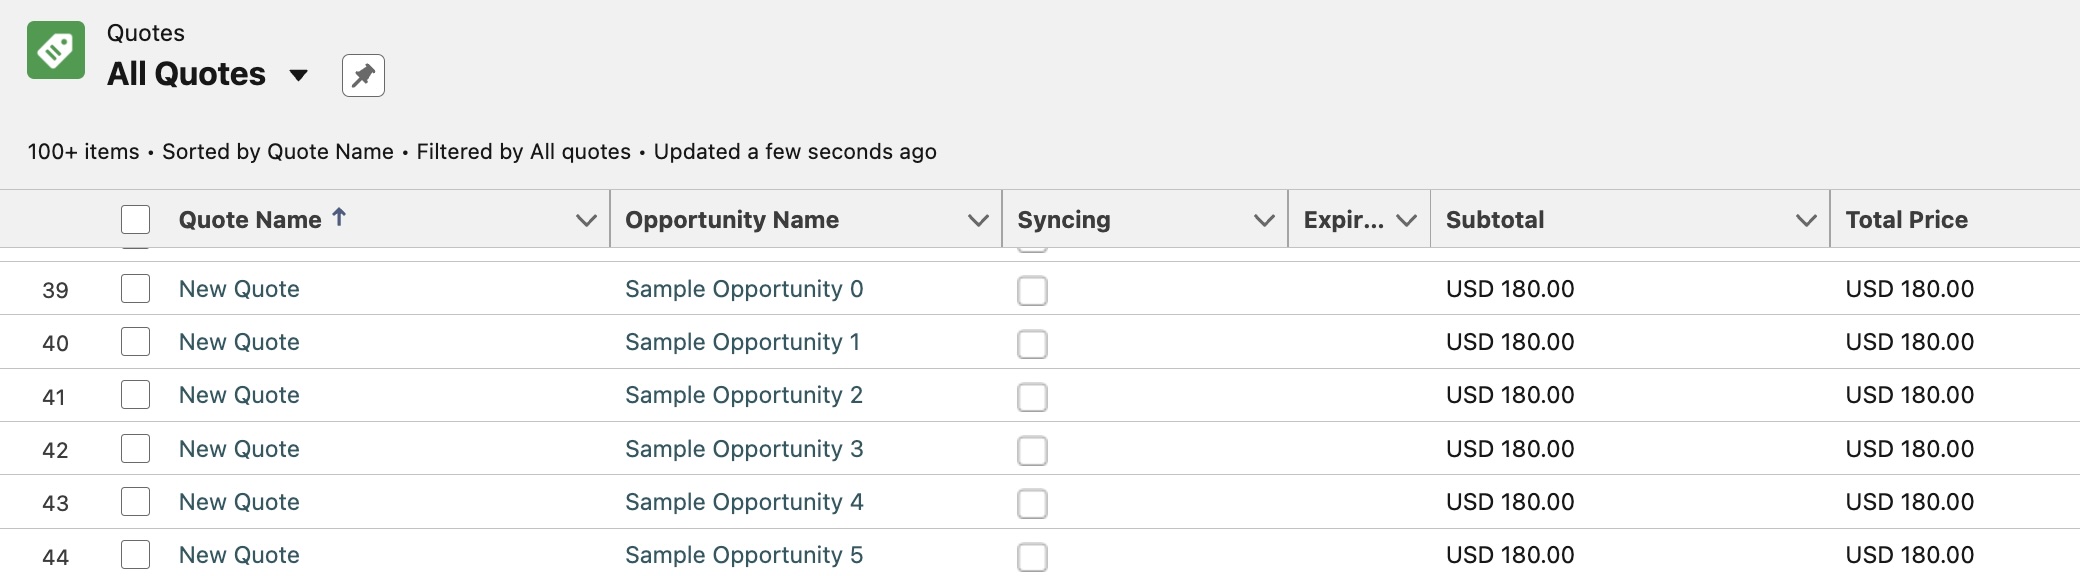 Quotes
All Quotes
100+ items • Sorted by Quote Name • Filtered by All quotes • Updated a few seconds ago
Quote Name ↑ Opportunity Name Syncing Expir... Subtotal Total Price
39 New Quote Sample Opportunity 0 USD 180.00 USD 180.00
40 New Quote Sample Opportunity 1 USD 180.00 USD 180.00
41 New Quote Sample Opportunity 2 USD 180.00 USD 180.00
42 New Quote Sample Opportunity 3 USD 180.00 USD 180.00
43 New Quote Sample Opportunity 4 USD 180.00 USD 180.00
44 New Quote Sample Opportunity 5 USD 180.00 USD 180.00